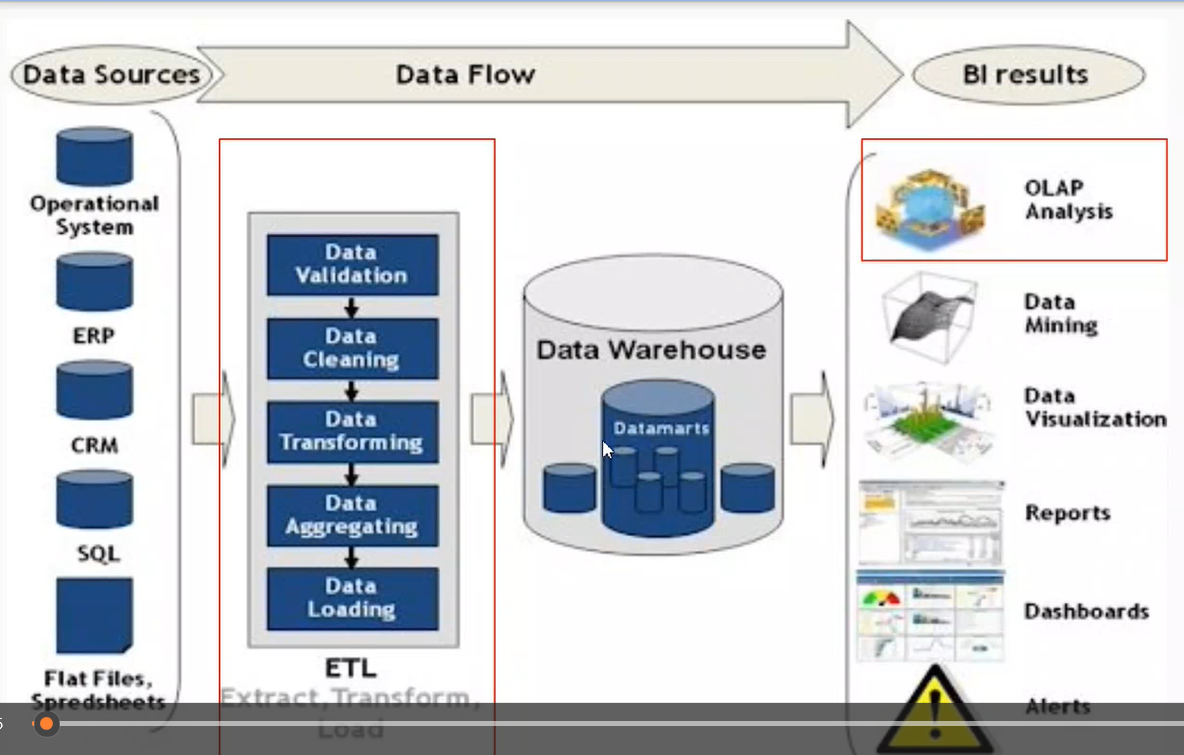 Data Sources
Data Flow
BI results
Operational
System
ERP
CRM
SQL
Flat Files,
Spredsheets
Data
Validation
Data
Cleaning
Data
Transforming
Data
Aggregating
Data
Loading
ETL
Extract, Transform,
Load
Data Warehouse
Datamarts
OLAP
Analysis
Data
Mining
Data
Visualization
Reports
Dashboards
Alerts
5